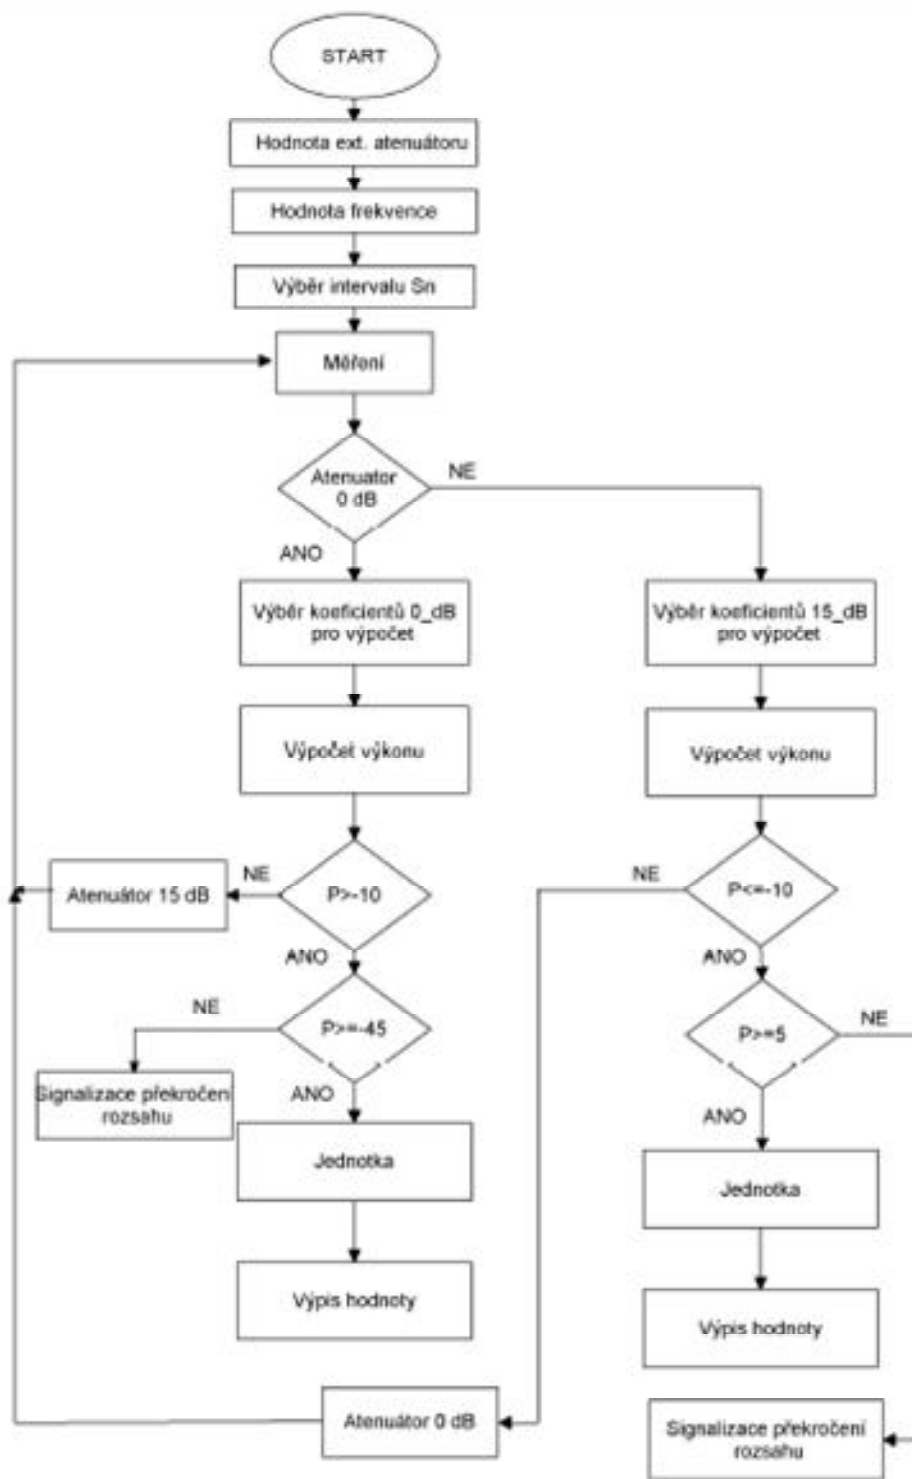 START
Hodnota ext. atenuátoru
Hodnota frekvence
Výběr intervalu Sn
Měření
Atenuator
0 dB
NE
ANO
Výběr koeficientů 0_dB
pro výpočet
Výběr koeficientů 15_dB
pro výpočet
Výpočet výkonu
Výpočet výkonu
Atenuátor 15 dB
NE
P>-10
NE
P<=-10
ANO
ANO
NE
P>=-45
P>=5
NE
Signalizace překročen
rozsahu
ANO
ANO
Jednotka
Jednotka
Výpis hodnoty
Výpis hodnoty
Atenuátor 0 dB
Signalizace překročení
rozsahu